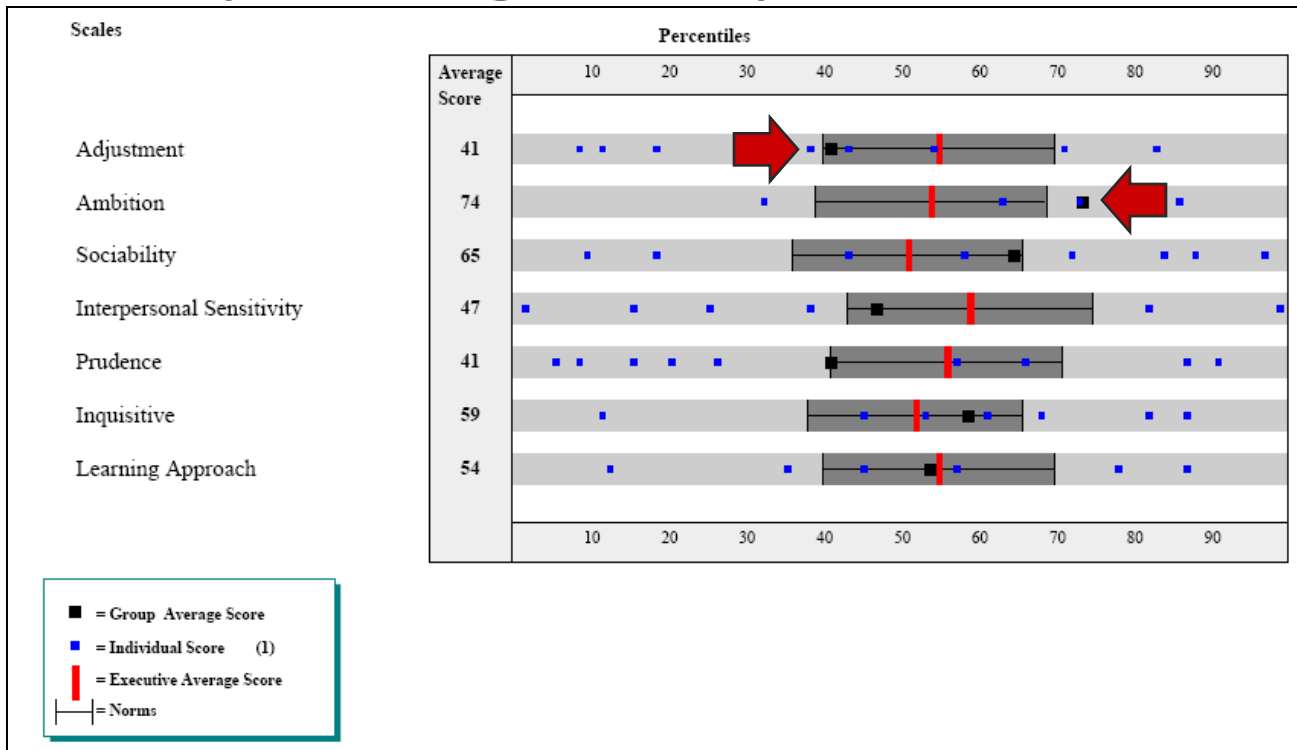 Scales
Percentiles
Average Score
10 20 30 40 50 60 70 80 90
Adjustment 41
Ambition 74
Sociability 65
Interpersonal Sensitivity 47
Prudence 41
Inquisitive 59
Learning Approach 54
10 20 30 40 50 60 70 80 90
= Group Average Score
= Individual Score (1)
= Executive Average Score
= Norms